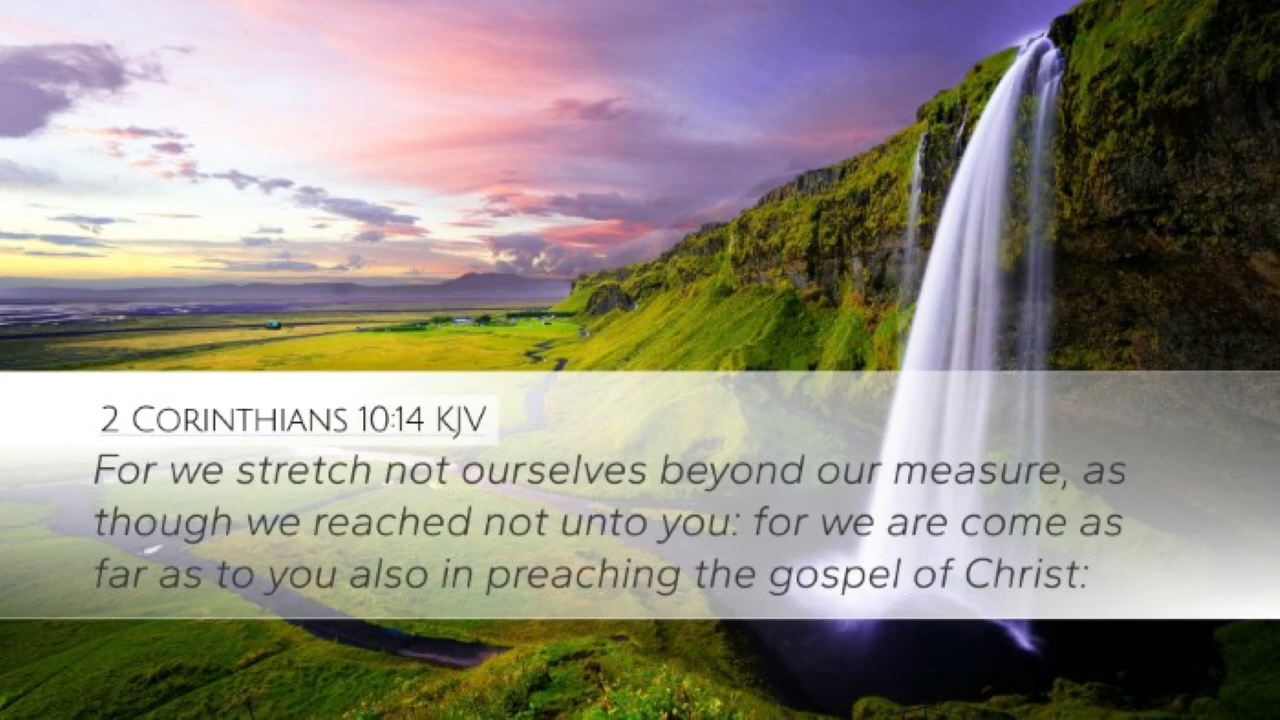 2 Corinthians 10:14 KJV
For we stretch not ourselves beyond our measure, as
though we reached not unto you: for we are come as
far as to you also in preaching the gospel of Christ: